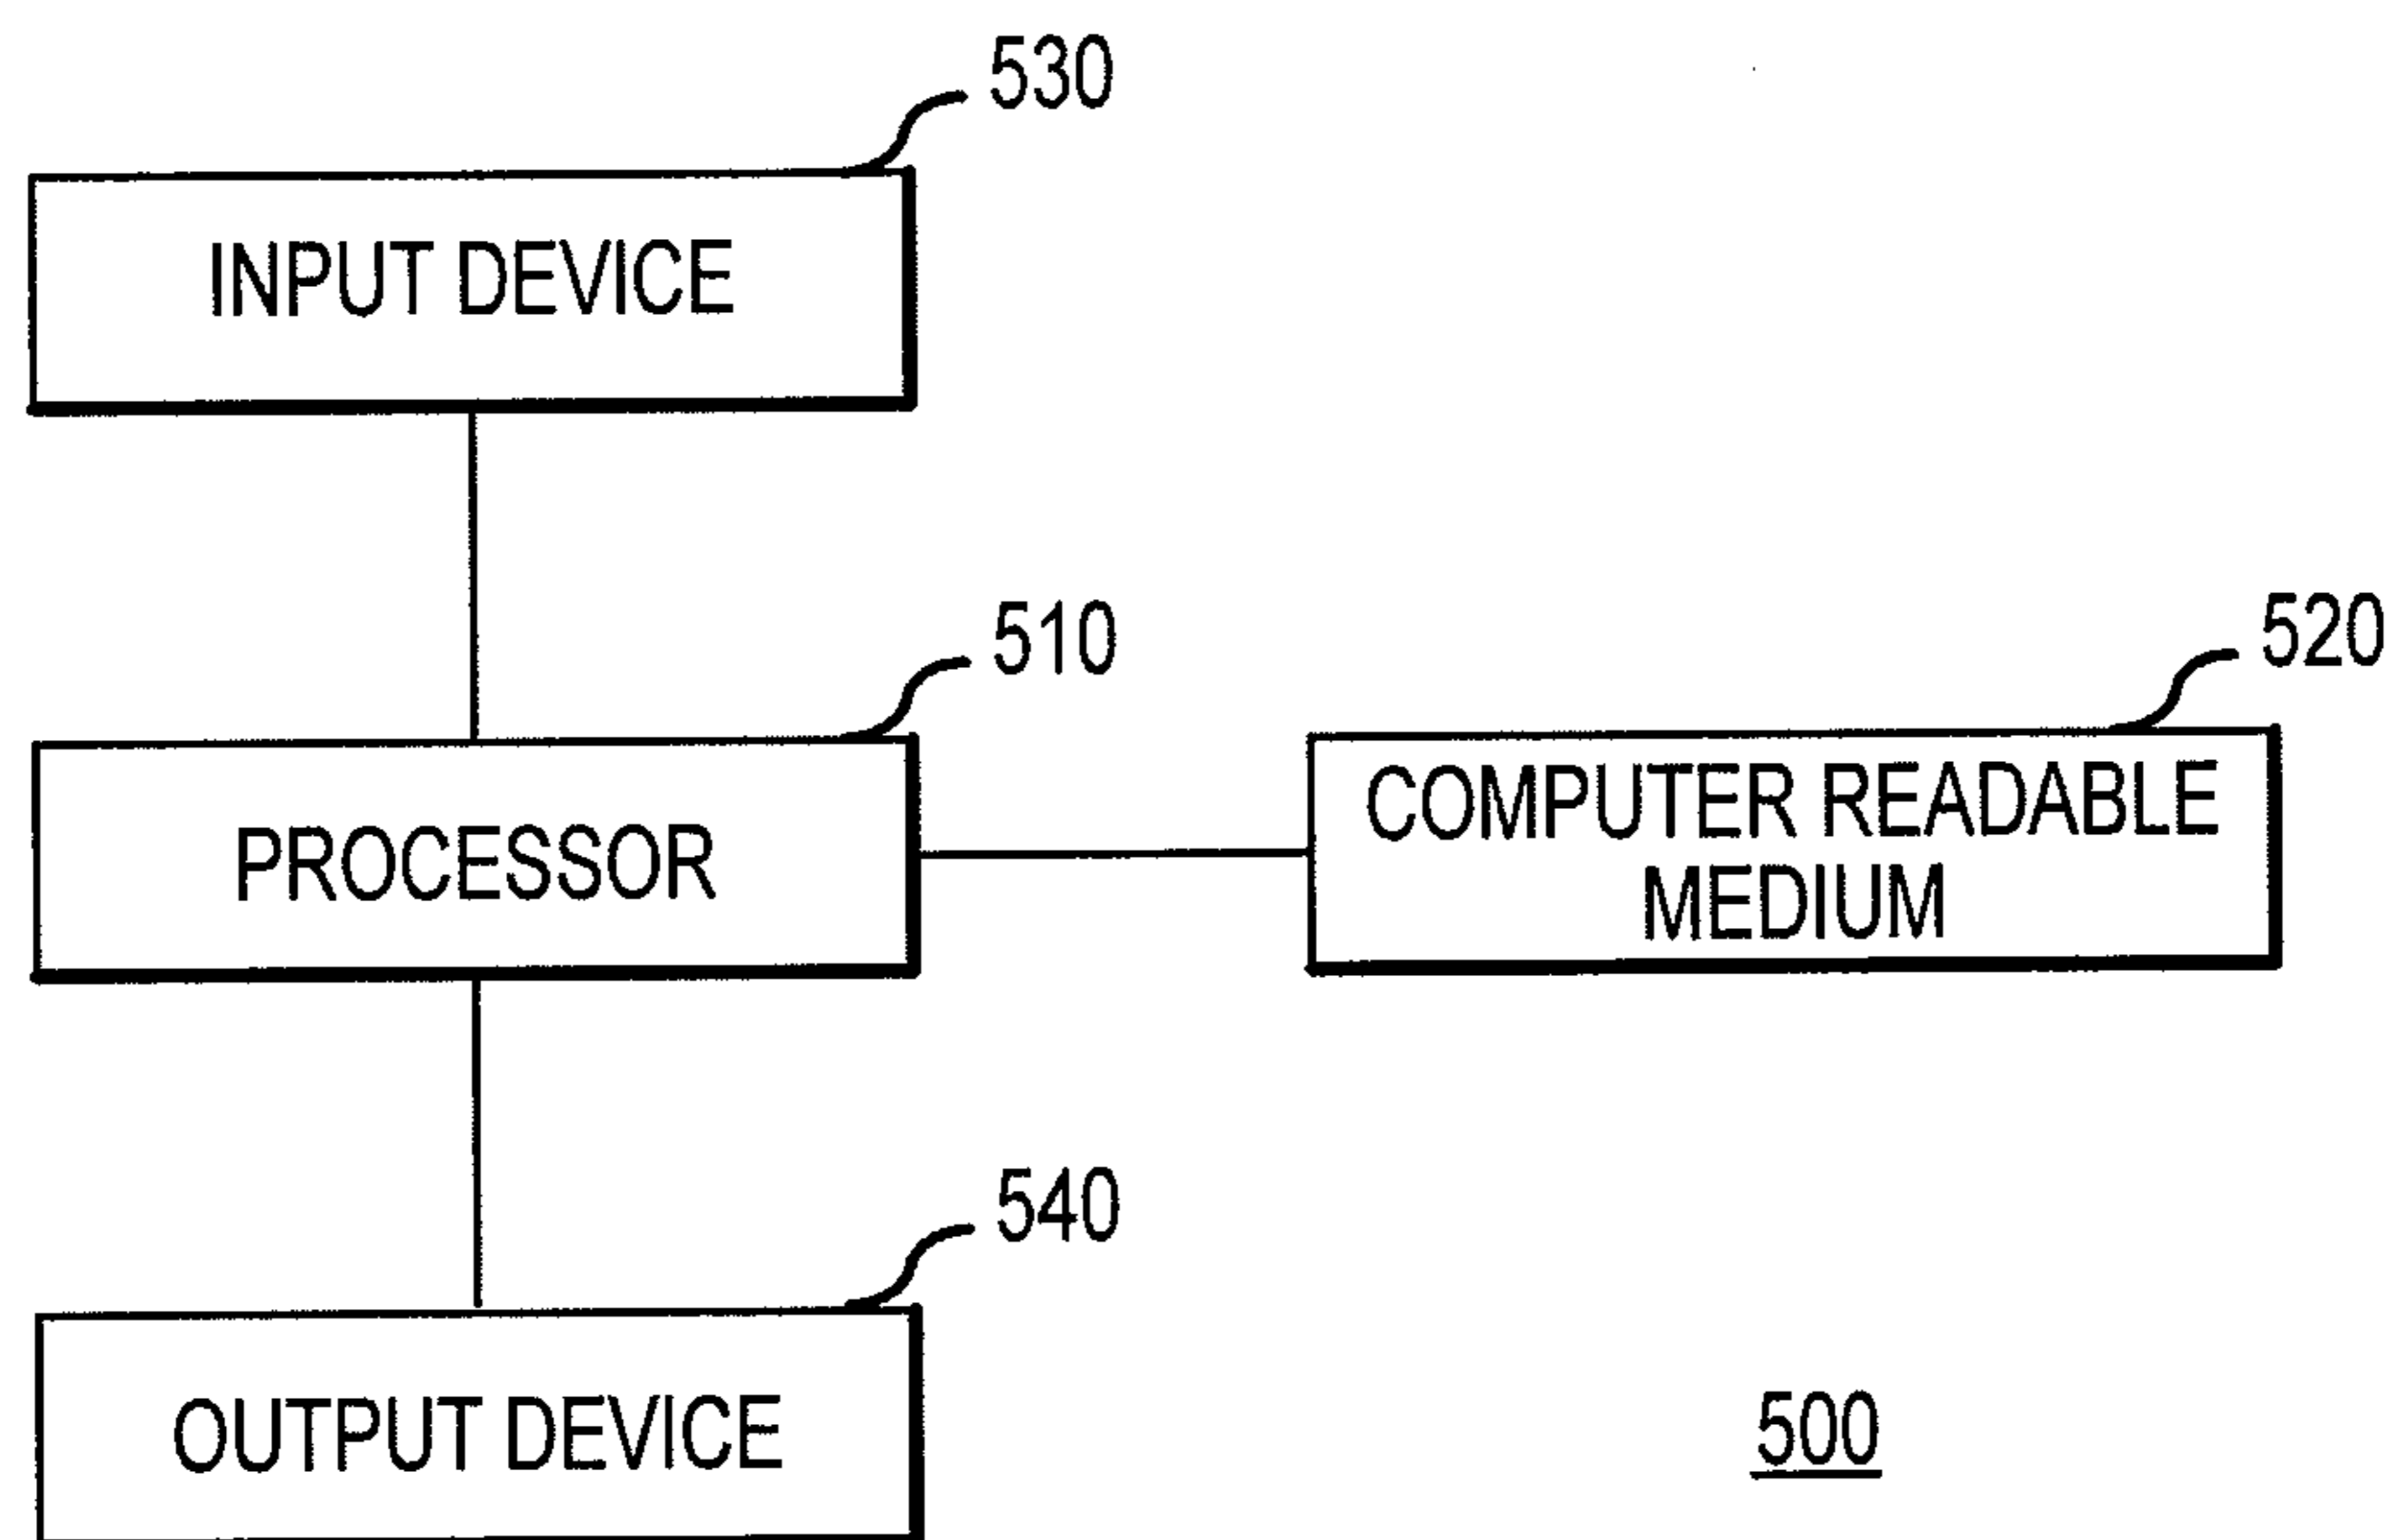 530
INPUT DEVICE
510
520
PROCESSOR
COMPUTER READABLE
MEDIUM
540
OUTPUT DEVICE
500